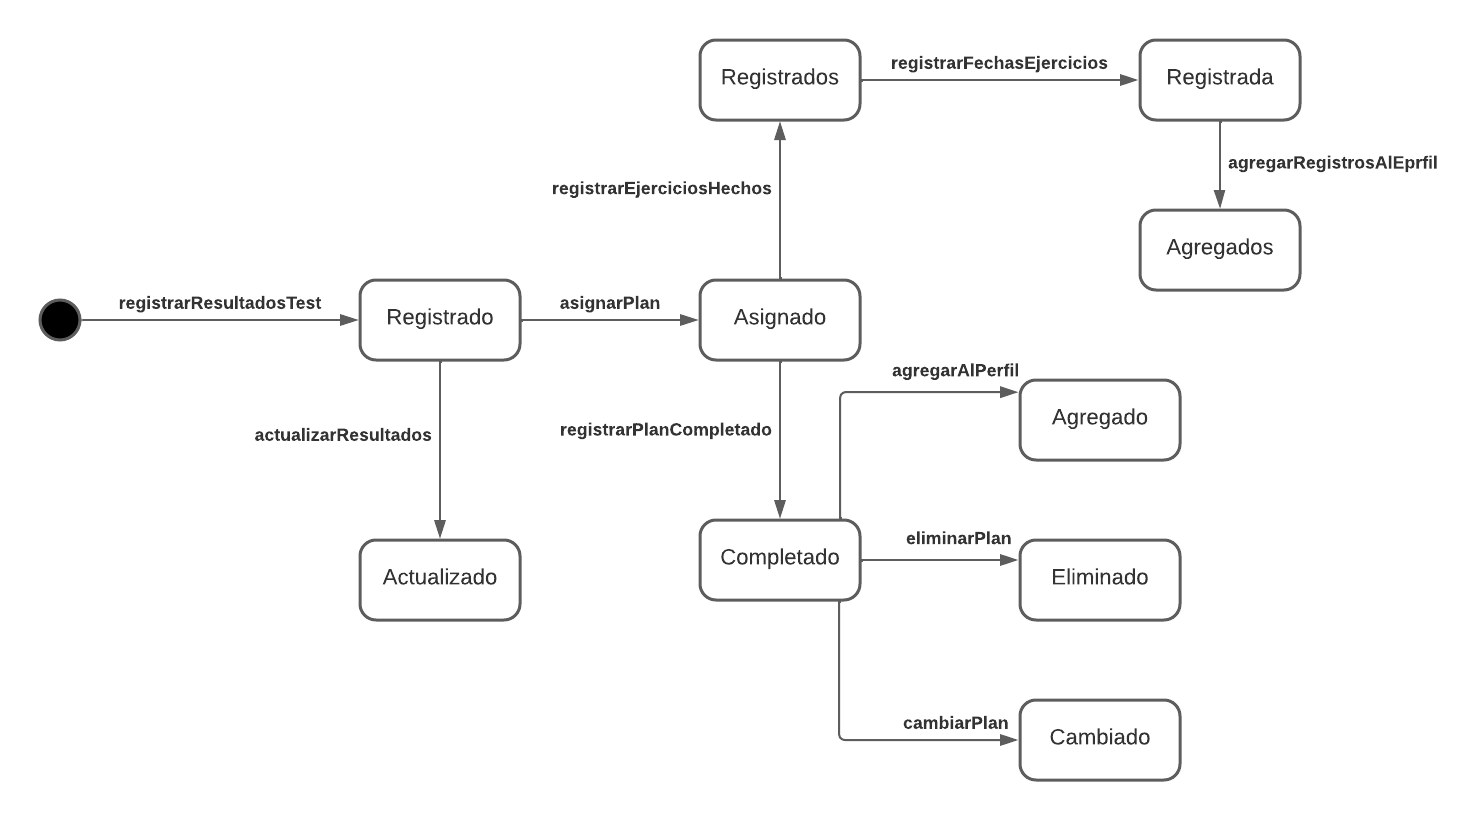 Registrados
registrarFechasEjercicios
Registrada
agregarRegistrosAlEprfil
registrarEjerciciosHechos
Agregados
registrarResultadosTest
Registrado
asignarPlan
Asignado
agregarAlPerfil
Agregado
actualizarResultados
registrarPlanCompletado
eliminarPlan
Completado
Eliminado
Actualizado
cambiarPlan
Cambiado